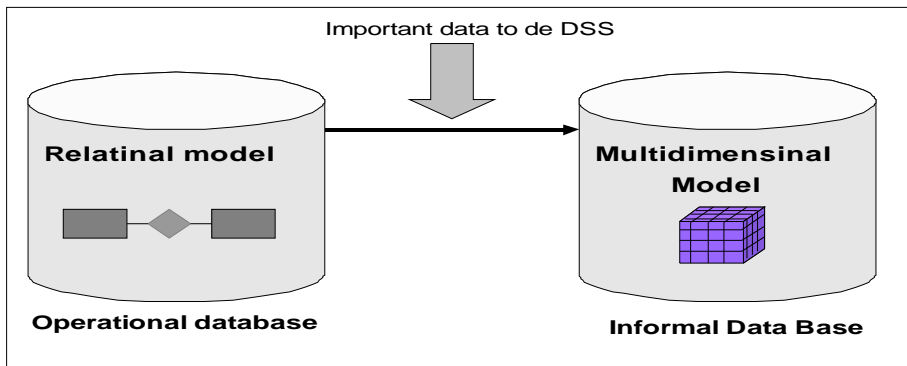 Important data to de DSS
Relatinal model
Multidimensinal
Model
Operational database
Informal Data Base